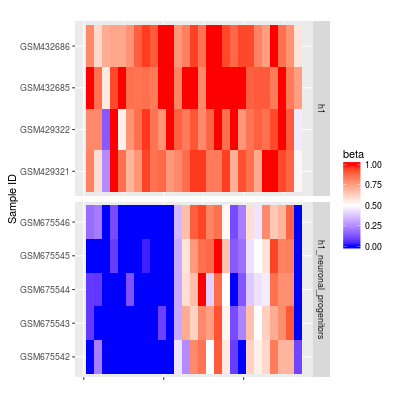 GSM432686
GSM432685
GSM429322
GSM429321
h1
GSM675546
GSM675545
GSM675544
GSM675543
GSM675542
h1_neuronal_progenitors
Sample ID
beta
1.00
0.75
0.50
0.25
0.00